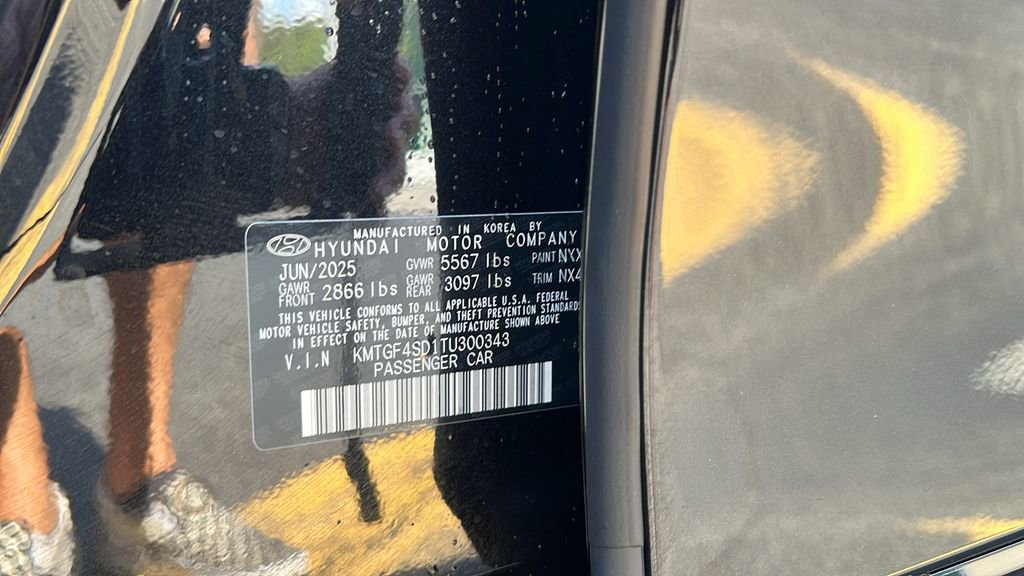 MANUFACTURED IN KOREA BY
HYUNDAI MOTOR COMPANY
JUN/2025 GVWR 5567 lbs PAINT
GAWR FRONT 2866 lbs GAWR REAR 3097 lbs TRIM NX4
THIS VEHICLE CONFORMS TO ALL APPLICABLE U.S.A. FEDERAL
MOTOR VEHICLE SAFETY, BUMPER, AND THEFT PREVENTION STANDARDS
IN EFFECT ON THE DATE OF MANUFACTURE SHOWN ABOVE
V.I.N KMTGF4SD1TU300343
PASSENGER CAR